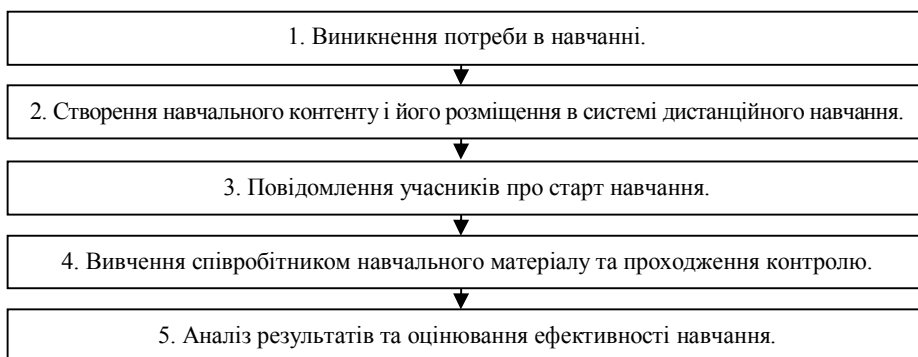 1. Виникнення потреби в навчанні.
2. Створення навчального контенту і його розміщення в системі дистанційного навчання.
3. Повідомлення учасників про старт навчання.
4. Вивчення співробітником навчального матеріалу та проходження контролю.
5. Аналіз результатів та оцінювання ефективності навчання.